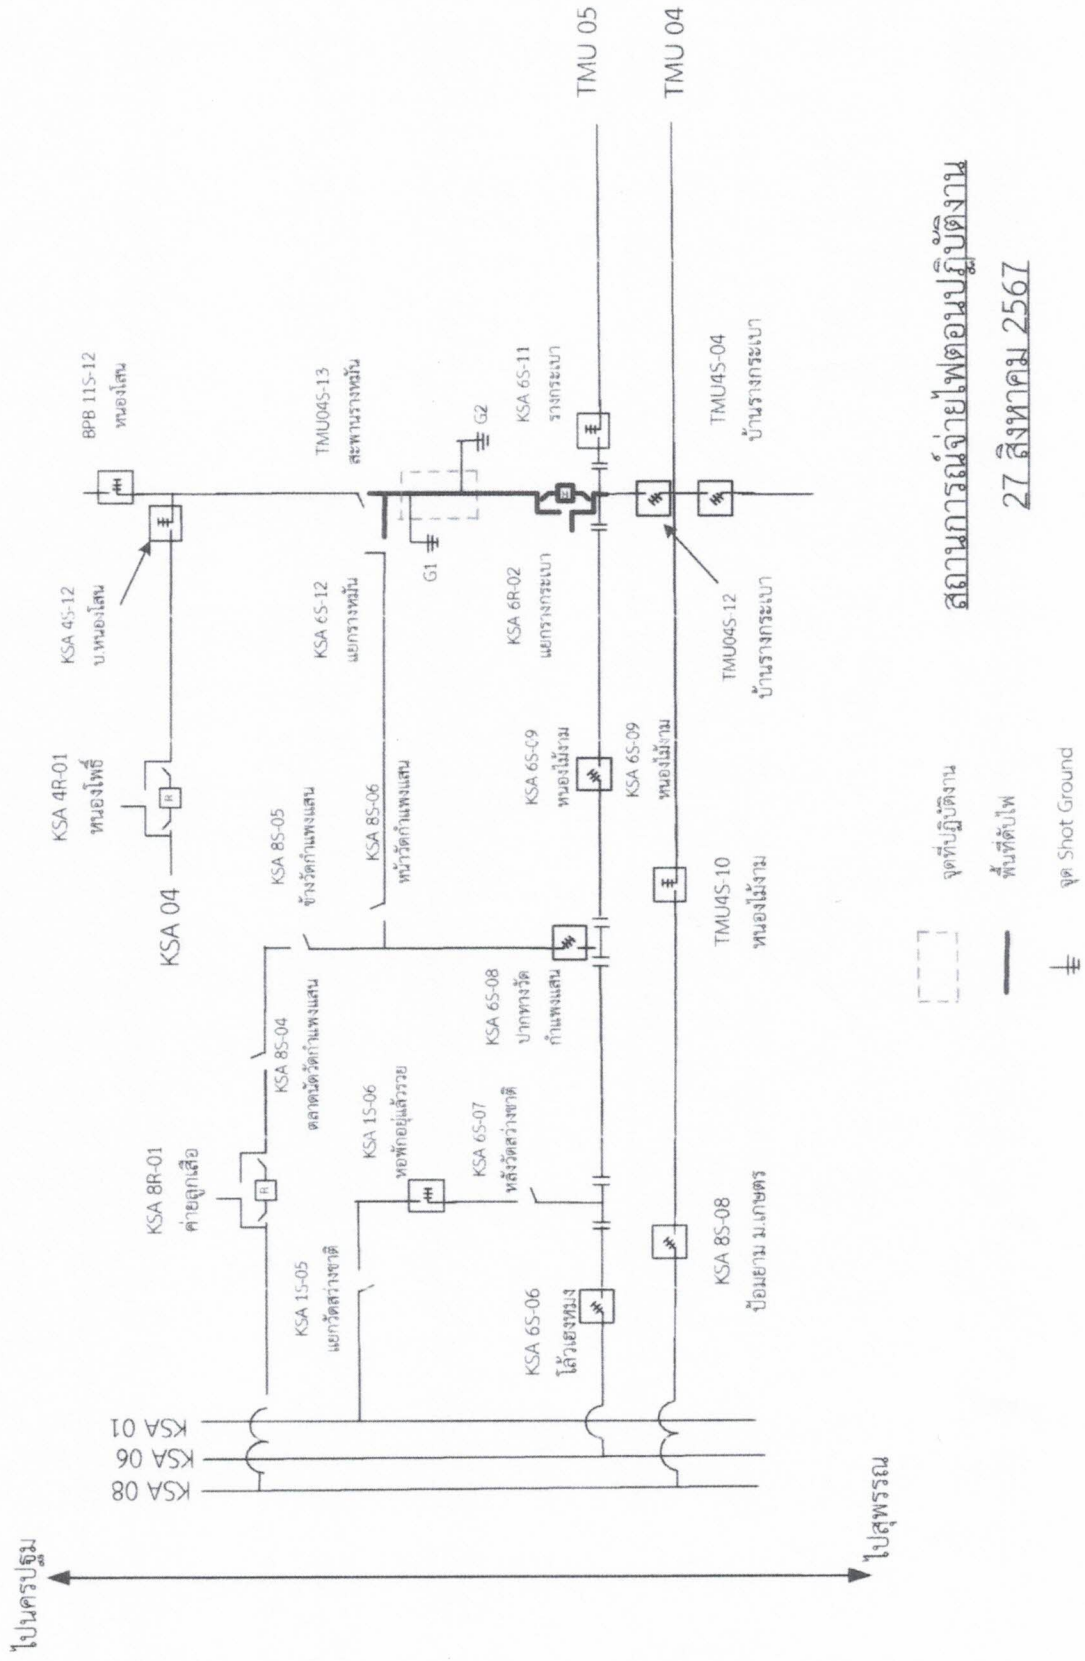 ไปนครปฐม
ไปสุพรรณ
KSA 08
KSA 06
KSA 01
KSA 8R-01
ค่ายลูกเสือ
KSA 1S-05
แยกวัดสว่างชาติ
KSA 6S-06
โล้วเฮงหมง
KSA 8S-08
ป้อมยาม ม.เกษตร
KSA 8S-04
ตลาดนัดวัดกำแพงแสน
KSA 1S-06
หอพักอยู่แล้วรวย
KSA 6S-07
หลังวัดสว่างชาติ
KSA 04
KSA 4R-01
หนองโพธิ์
KSA 8S-05
ข้างวัดกำแพงแสน
KSA 8S-06
หน้าวัดกำแพงแสน
KSA 6S-08
ปากทางวัด
กำแพงแสน
TMU4S-10
หนองไม้งาม
KSA 6S-09
หนองไม้งาม
KSA 6S-09
หนองไม้งาม
KSA 4S-12
บ.หนองโสน
BPB 11S-12
หนองโสน
KSA 6S-12
แยกรางหมัน
TMU04S-13
สะพานรางหมัน
G1
G2
KSA 6R-02
แยกรางกระเบา
KSA 6S-11
รางกระเบา
TMU04S-12
บ้านรางกระเบา
TMU4S-04
บ้านรางกระเบา
TMU 05
TMU 04
R
R
สถานการณ์จ่ายไฟตอนปฏิบัติงาน
27 สิงหาคม 2567
จุดที่ปฏิบัติงาน
พื้นที่ดับไฟ
จุด Shot Ground